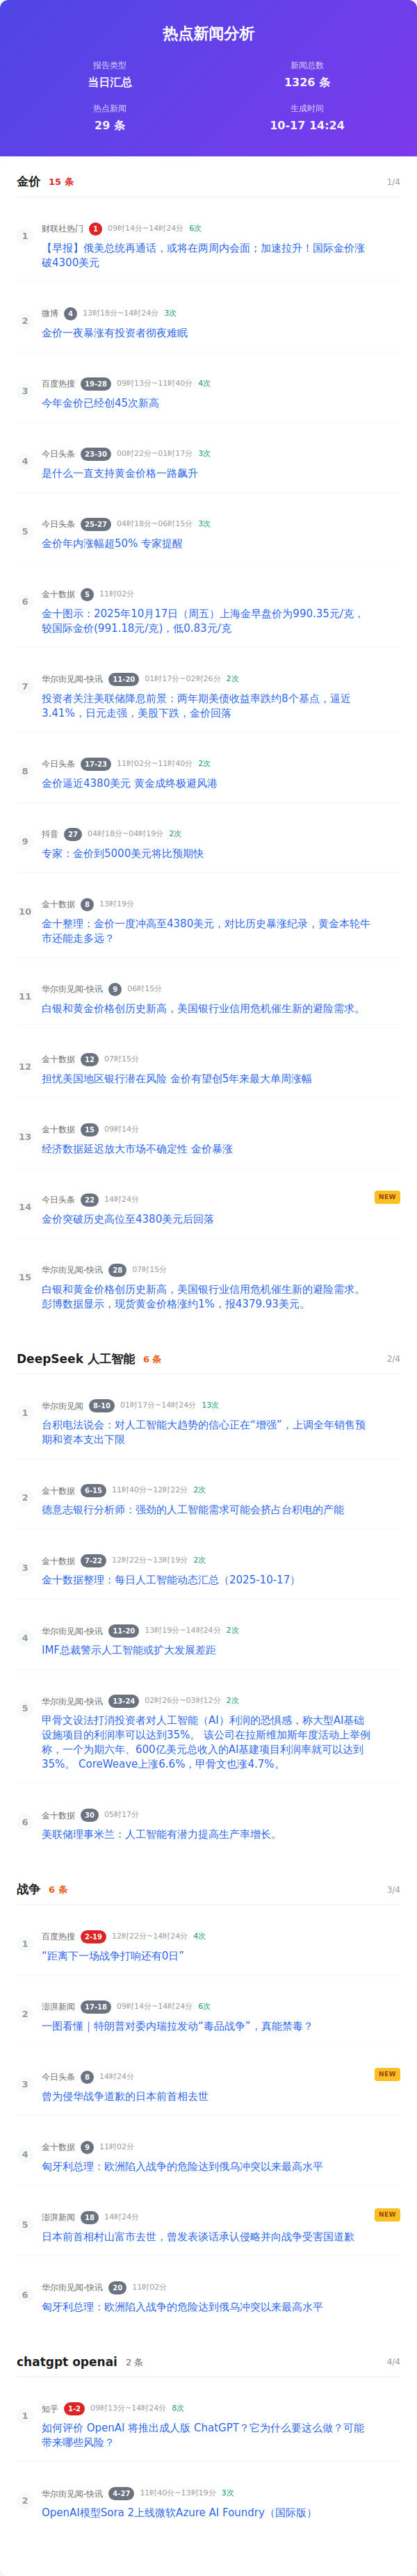 热点新闻分析
报告类型
当日汇总
新闻总数
1326 条
热点新闻
29 条
生成时间
10-17 14:24
金价 15 条 1/4
1 财联社热门 1 09时14分~14时24分 6次
【早报】俄美总统再通话，或将在两周内会面；加速拉升！国际金价涨
破4300美元
2 微博 4 13时18分~14时24分 3次
金价一夜暴涨有投资者彻夜难眠
3 百度热搜 19-28 09时13分~11时40分 4次
今年金价已经创45次新高
4 今日头条 23-30 00时22分~01时17分 3次
是什么一直支持黄金价格一路飙升
5 今日头条 25-27 04时18分~06时15分 3次
金价年内涨幅超50% 专家提醒
6 金十数据 5 11时02分
金十图示：2025年10月17日（周五）上海金早盘价为990.35元/克，
较国际金价(991.18元/克)，低0.83元/克
7 华尔街见闻-快讯 11-20 01时17分~02时26分 2次
投资者关注美联储降息前景：两年期美债收益率跌约8个基点，逼近
3.41%，日元走强，美股下跌，金价回落
8 今日头条 17-23 11时02分~11时40分 2次
金价逼近4380美元 黄金成终极避风港
9 抖音 27 04时18分~04时19分 2次
专家：金价到5000美元将比预期快
10 金十数据 8 13时19分
金十整理：金价一度冲高至4380美元，对比历史暴涨纪录，黄金本轮牛
市还能走多远？
11 华尔街见闻-快讯 9 06时15分
白银和黄金价格创历史新高，美国银行业信用危机催生新的避险需求。
12 金十数据 12 07时15分
担忧美国地区银行潜在风险 金价有望创5年来最大单周涨幅
13 金十数据 15 09时14分
经济数据延迟放大市场不确定性 金价暴涨
14 今日头条 22 14时24分 NEW
金价突破历史高位至4380美元后回落
15 华尔街见闻-快讯 28 07时15分
白银和黄金价格创历史新高，美国银行业信用危机催生新的避险需求。
彭博数据显示，现货黄金价格涨约1%，报4379.93美元。
DeepSeek 人工智能 6 条 2/4
1 华尔街见闻 8-10 01时17分~14时24分 13次
台积电法说会：对人工智能大趋势的信心正在“增强”，上调全年销售预
期和资本支出下限
2 金十数据 6-15 11时40分~12时22分 2次
德意志银行分析师：强劲的人工智能需求可能会挤占台积电的产能
3 金十数据 7-22 12时22分~13时19分 2次
金十数据整理：每日人工智能动态汇总（2025-10-17）
4 华尔街见闻-快讯 11-20 13时19分~14时24分 2次
IMF总裁警示人工智能或扩大发展差距
5 华尔街见闻-快讯 13-24 02时26分~03时12分 2次
甲骨文设法打消投资者对人工智能（AI）利润的恐惧感，称大型AI基础
设施项目的利润率可以达到35%。 该公司在拉斯维加斯年度活动上举例
称，一个为期六年、600亿美元总收入的AI基建项目利润率就可以达到
35%。 CoreWeave上涨6.6%，甲骨文也涨4.7%。
6 金十数据 30 05时17分
美联储理事米兰：人工智能有潜力提高生产率增长。
战争 6 条 3/4
1 百度热搜 2-19 12时22分~14时24分 4次
“距离下一场战争打响还有0日”
2 澎湃新闻 17-18 09时14分~14时24分 6次
一图看懂｜特朗普对委内瑞拉发动“毒品战争”，真能禁毒？
3 今日头条 8 14时24分 NEW
曾为侵华战争道歉的日本前首相去世
4 金十数据 9 11时02分
匈牙利总理：欧洲陷入战争的危险达到俄乌冲突以来最高水平
5 澎湃新闻 18 14时24分 NEW
日本前首相村山富市去世，曾发表谈话承认侵略并向战争受害国道歉
6 华尔街见闻-快讯 20 11时02分
匈牙利总理：欧洲陷入战争的危险达到俄乌冲突以来最高水平
chatgpt openai 2 条 4/4
1 知乎 1-2 09时13分~14时24分 8次
如何评价 OpenAI 将推出成人版 ChatGPT？它为什么要这么做？可能
带来哪些风险？
2 华尔街见闻-快讯 4-27 11时40分~13时19分 3次
OpenAI模型Sora 2上线微软Azure AI Foundry（国际版）